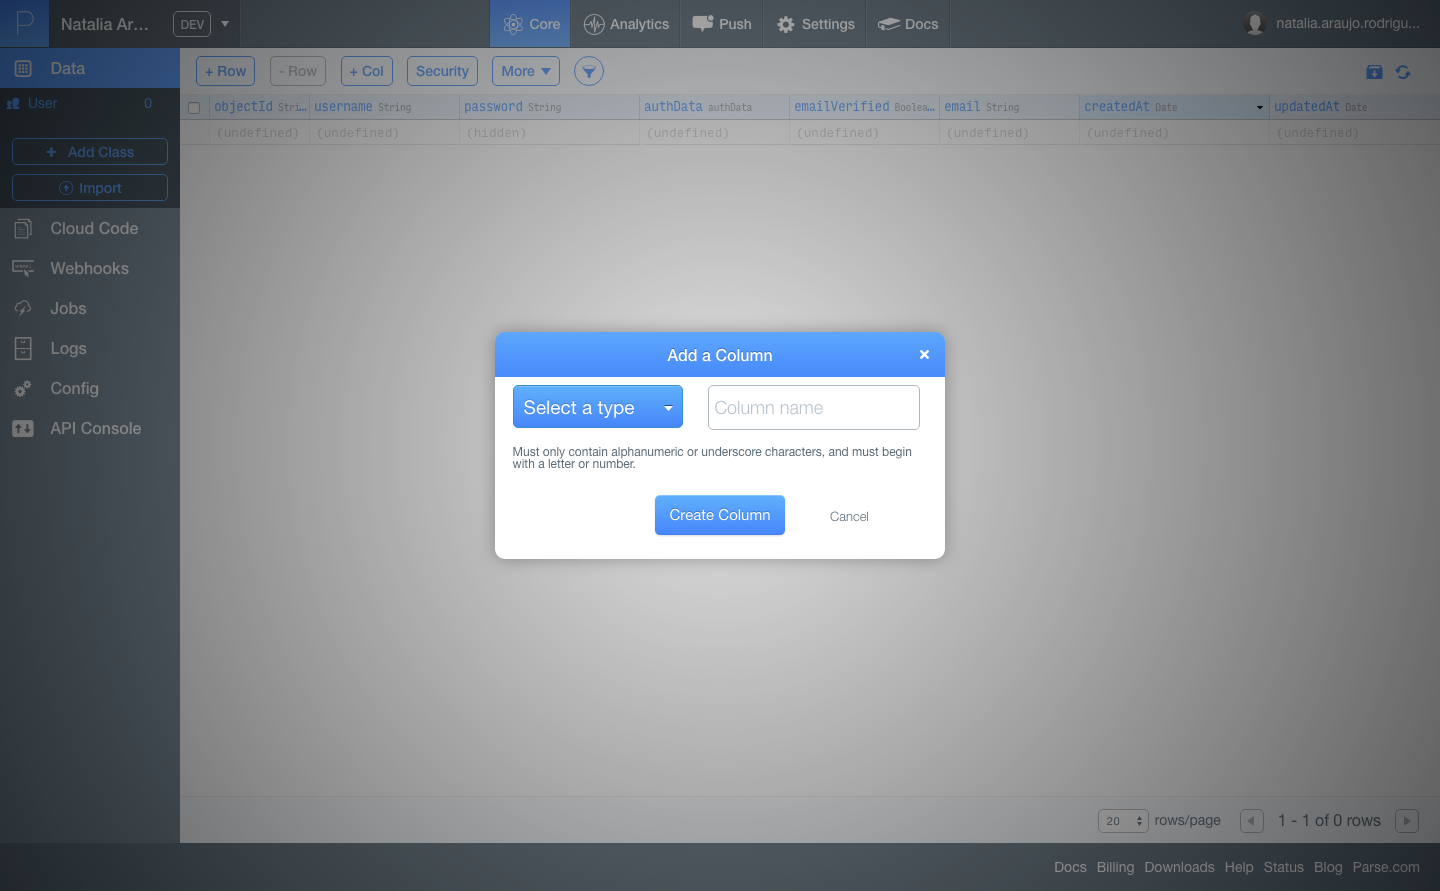 P Natalia Ar... DEV Core Analytics Push Settings Docs natalia.araujo.rodrigu...
Data
User 0
+ Add Class
Import
Cloud Code
Webhooks
Jobs
Logs
Config
API Console
+ Row - Row + Col Security More
objectId Stri... username String password String authData authData emailVerified Boolea... email String createdAt Date updatedAt Date
(undefined) (undefined) (hidden) (undefined) (undefined) (undefined) (undefined) (undefined)
Add a Column ×
Select a type Column name
Must only contain alphanumeric or underscore characters, and must begin
with a letter or number.
Create Column Cancel
20 rows/page 1 - 1 of 0 rows
Docs Billing Downloads Help Status Blog Parse.com